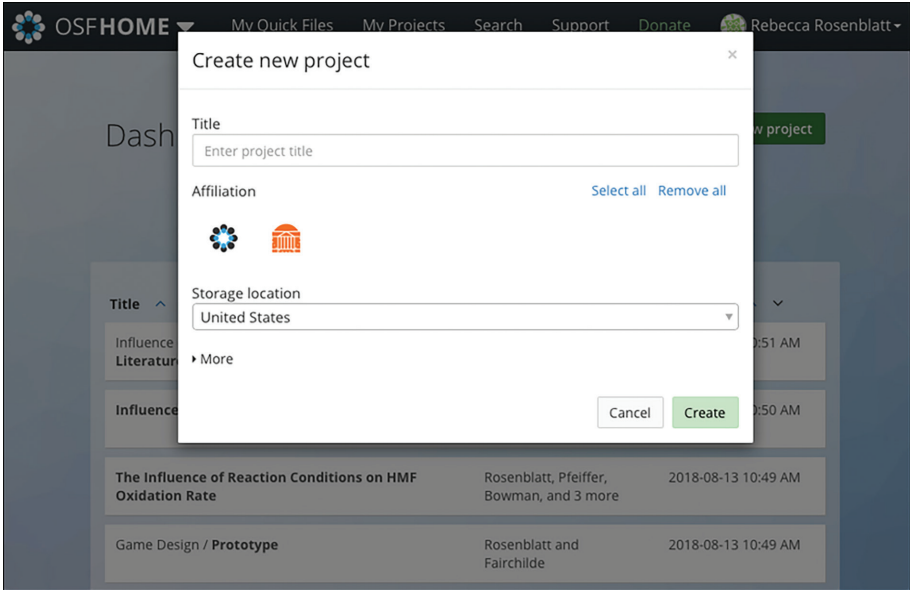 OSFHOME My Quick Files My Projects Search Support Donate Rebecca Rosenblatt
Create new project ×
Dash
w project
Title
Enter project title
Affiliation Select all Remove all
Storage location
United States
More
Cancel Create
Title
Influence :51 AM
Literatur
Influence :50 AM
The Influence of Reaction Conditions on HMF
Oxidation Rate
Rosenblatt, Pfeiffer,
Bowman, and 3 more
2018-08-13 10:49 AM
Game Design / Prototype
Rosenblatt and
Fairchilde
2018-08-13 10:49 AM